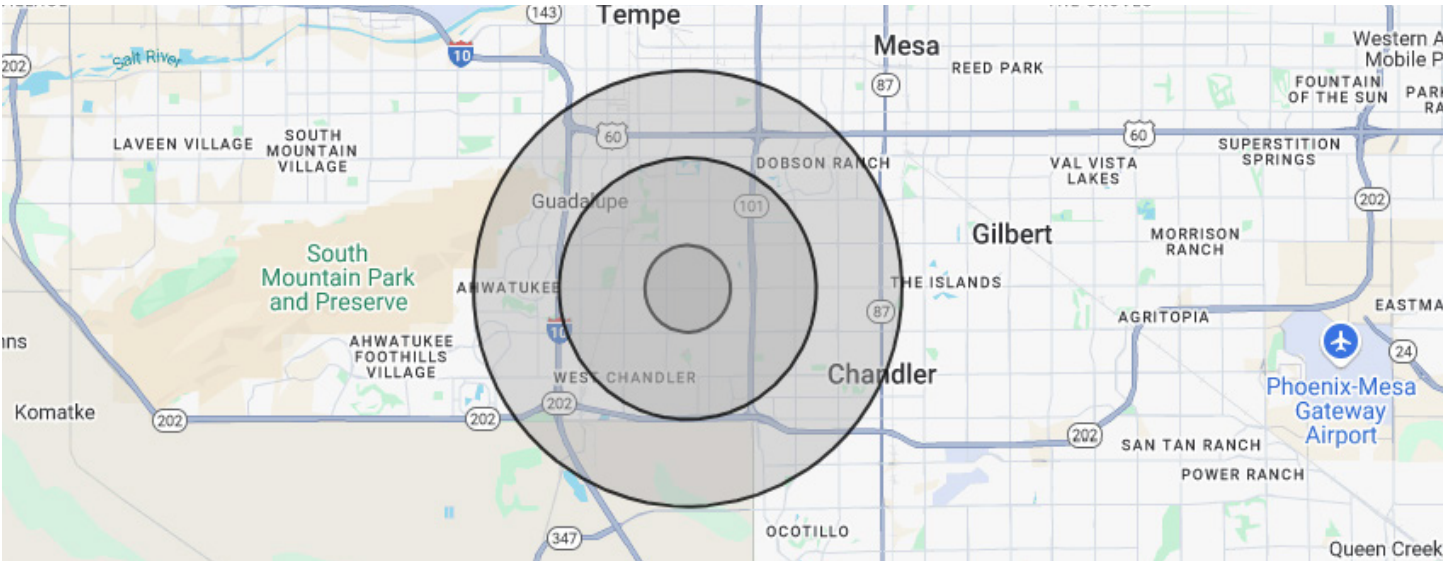 143
Tempe
10
Salt River
202
Mesa
REED PARK
87
Western A
Mobile P
FOUNTAIN
OF THE SUN
PAR
RA
LAVEEN VILLAGE
SOUTH
MOUNTAIN
VILLAGE
60
60
DOBSON RANCH
VAL VISTA
LAKES
SUPERSTITION
SPRINGS
Guadalupe
101
202
South
Mountain Park
and Preserve
Gilbert
MORRISON
RANCH
AHWATUKEE
THE ISLANDS
87
AGRITOPIA
EASTMA
ns
10
AHWATUKEE
FOOTHILLS
VILLAGE
24
WEST CHANDLER
Chandler
Phoenix-Mesa
Gateway
Airport
Komatke
202
202
202
202
SAN TAN RANCH
POWER RANCH
347
OCOTILLO
Queen Creek